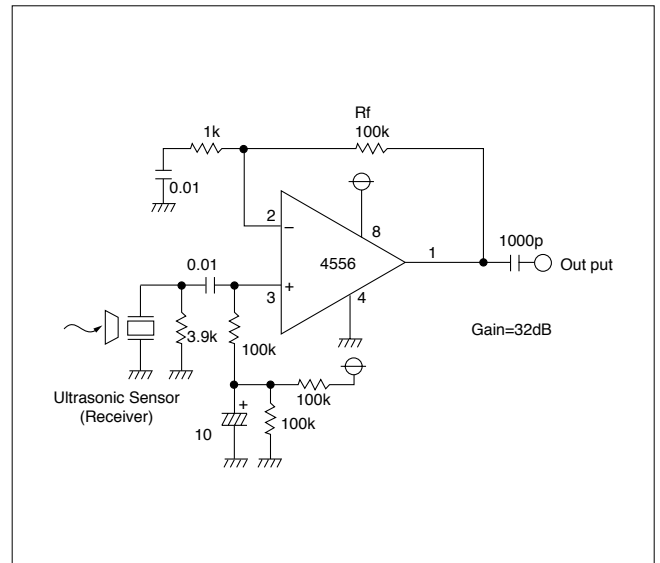 Rf
1k
100k
0.01
2
–
8
1000p
0.01
4556
1
Out put
3
+
4
Gain=32dB
3.9k
100k
Ultrasonic Sensor
(Receiver)
100k
+
10
100k